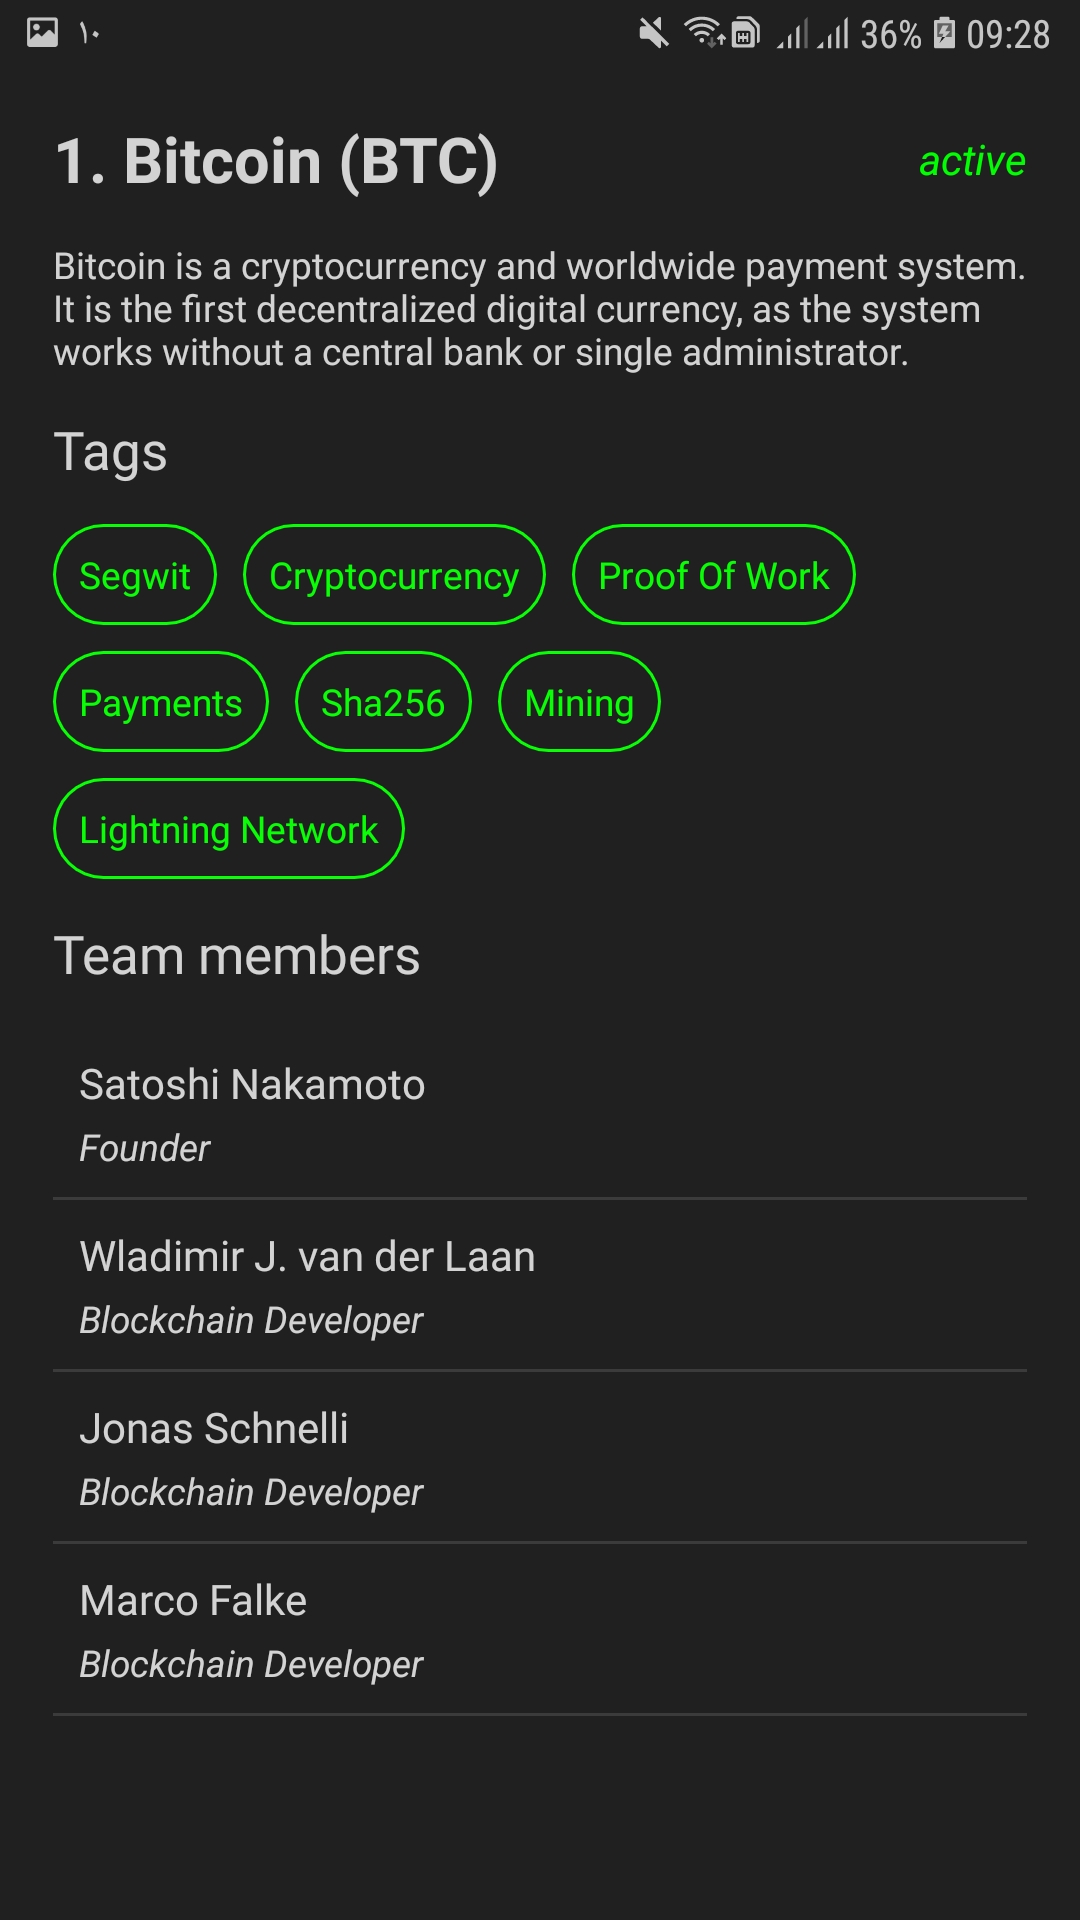 ١٠ 36% 09:28
1. Bitcoin (BTC) active
Bitcoin is a cryptocurrency and worldwide payment system.
It is the first decentralized digital currency, as the system
works without a central bank or single administrator.
Tags
Segwit Cryptocurrency Proof Of Work
Payments Sha256 Mining
Lightning Network
Team members
Satoshi Nakamoto
Founder
Wladimir J. van der Laan
Blockchain Developer
Jonas Schnelli
Blockchain Developer
Marco Falke
Blockchain Developer